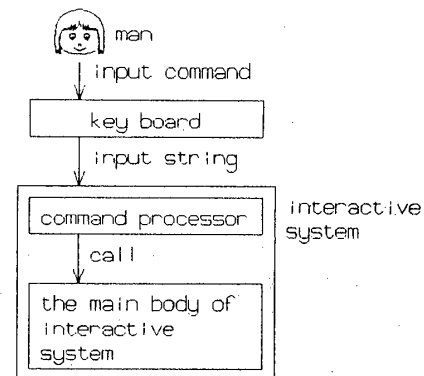 man
input command
key board
input string
interactive
system
command processor
call
the main body of
interactive
system